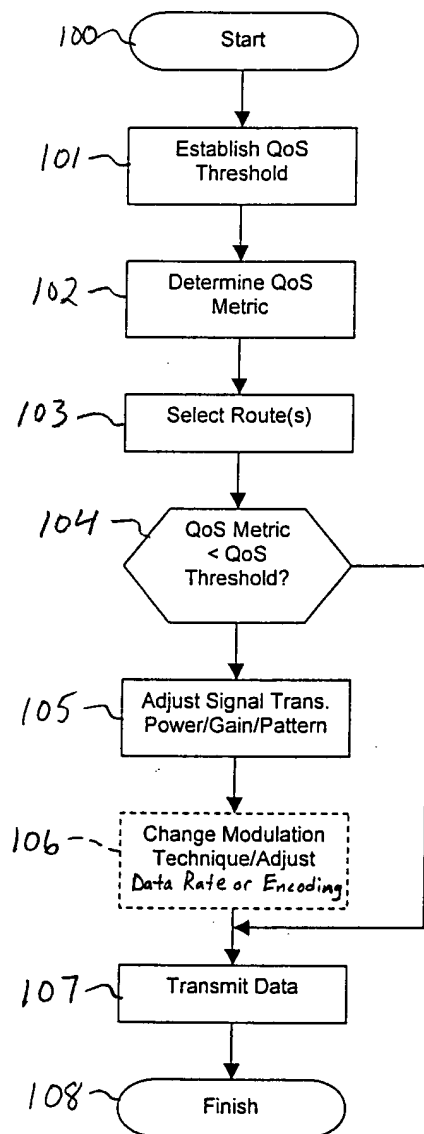 100
Start
101
Establish QoS
Threshold
102
Determine QoS
Metric
103
Select Route(s)
104
QoS Metric
< QoS
Threshold?
105
Adjust Signal Trans.
Power/Gain/Pattern
106
Change Modulation
Technique/Adjust
Data Rate or Encoding
107
Transmit Data
108
Finish